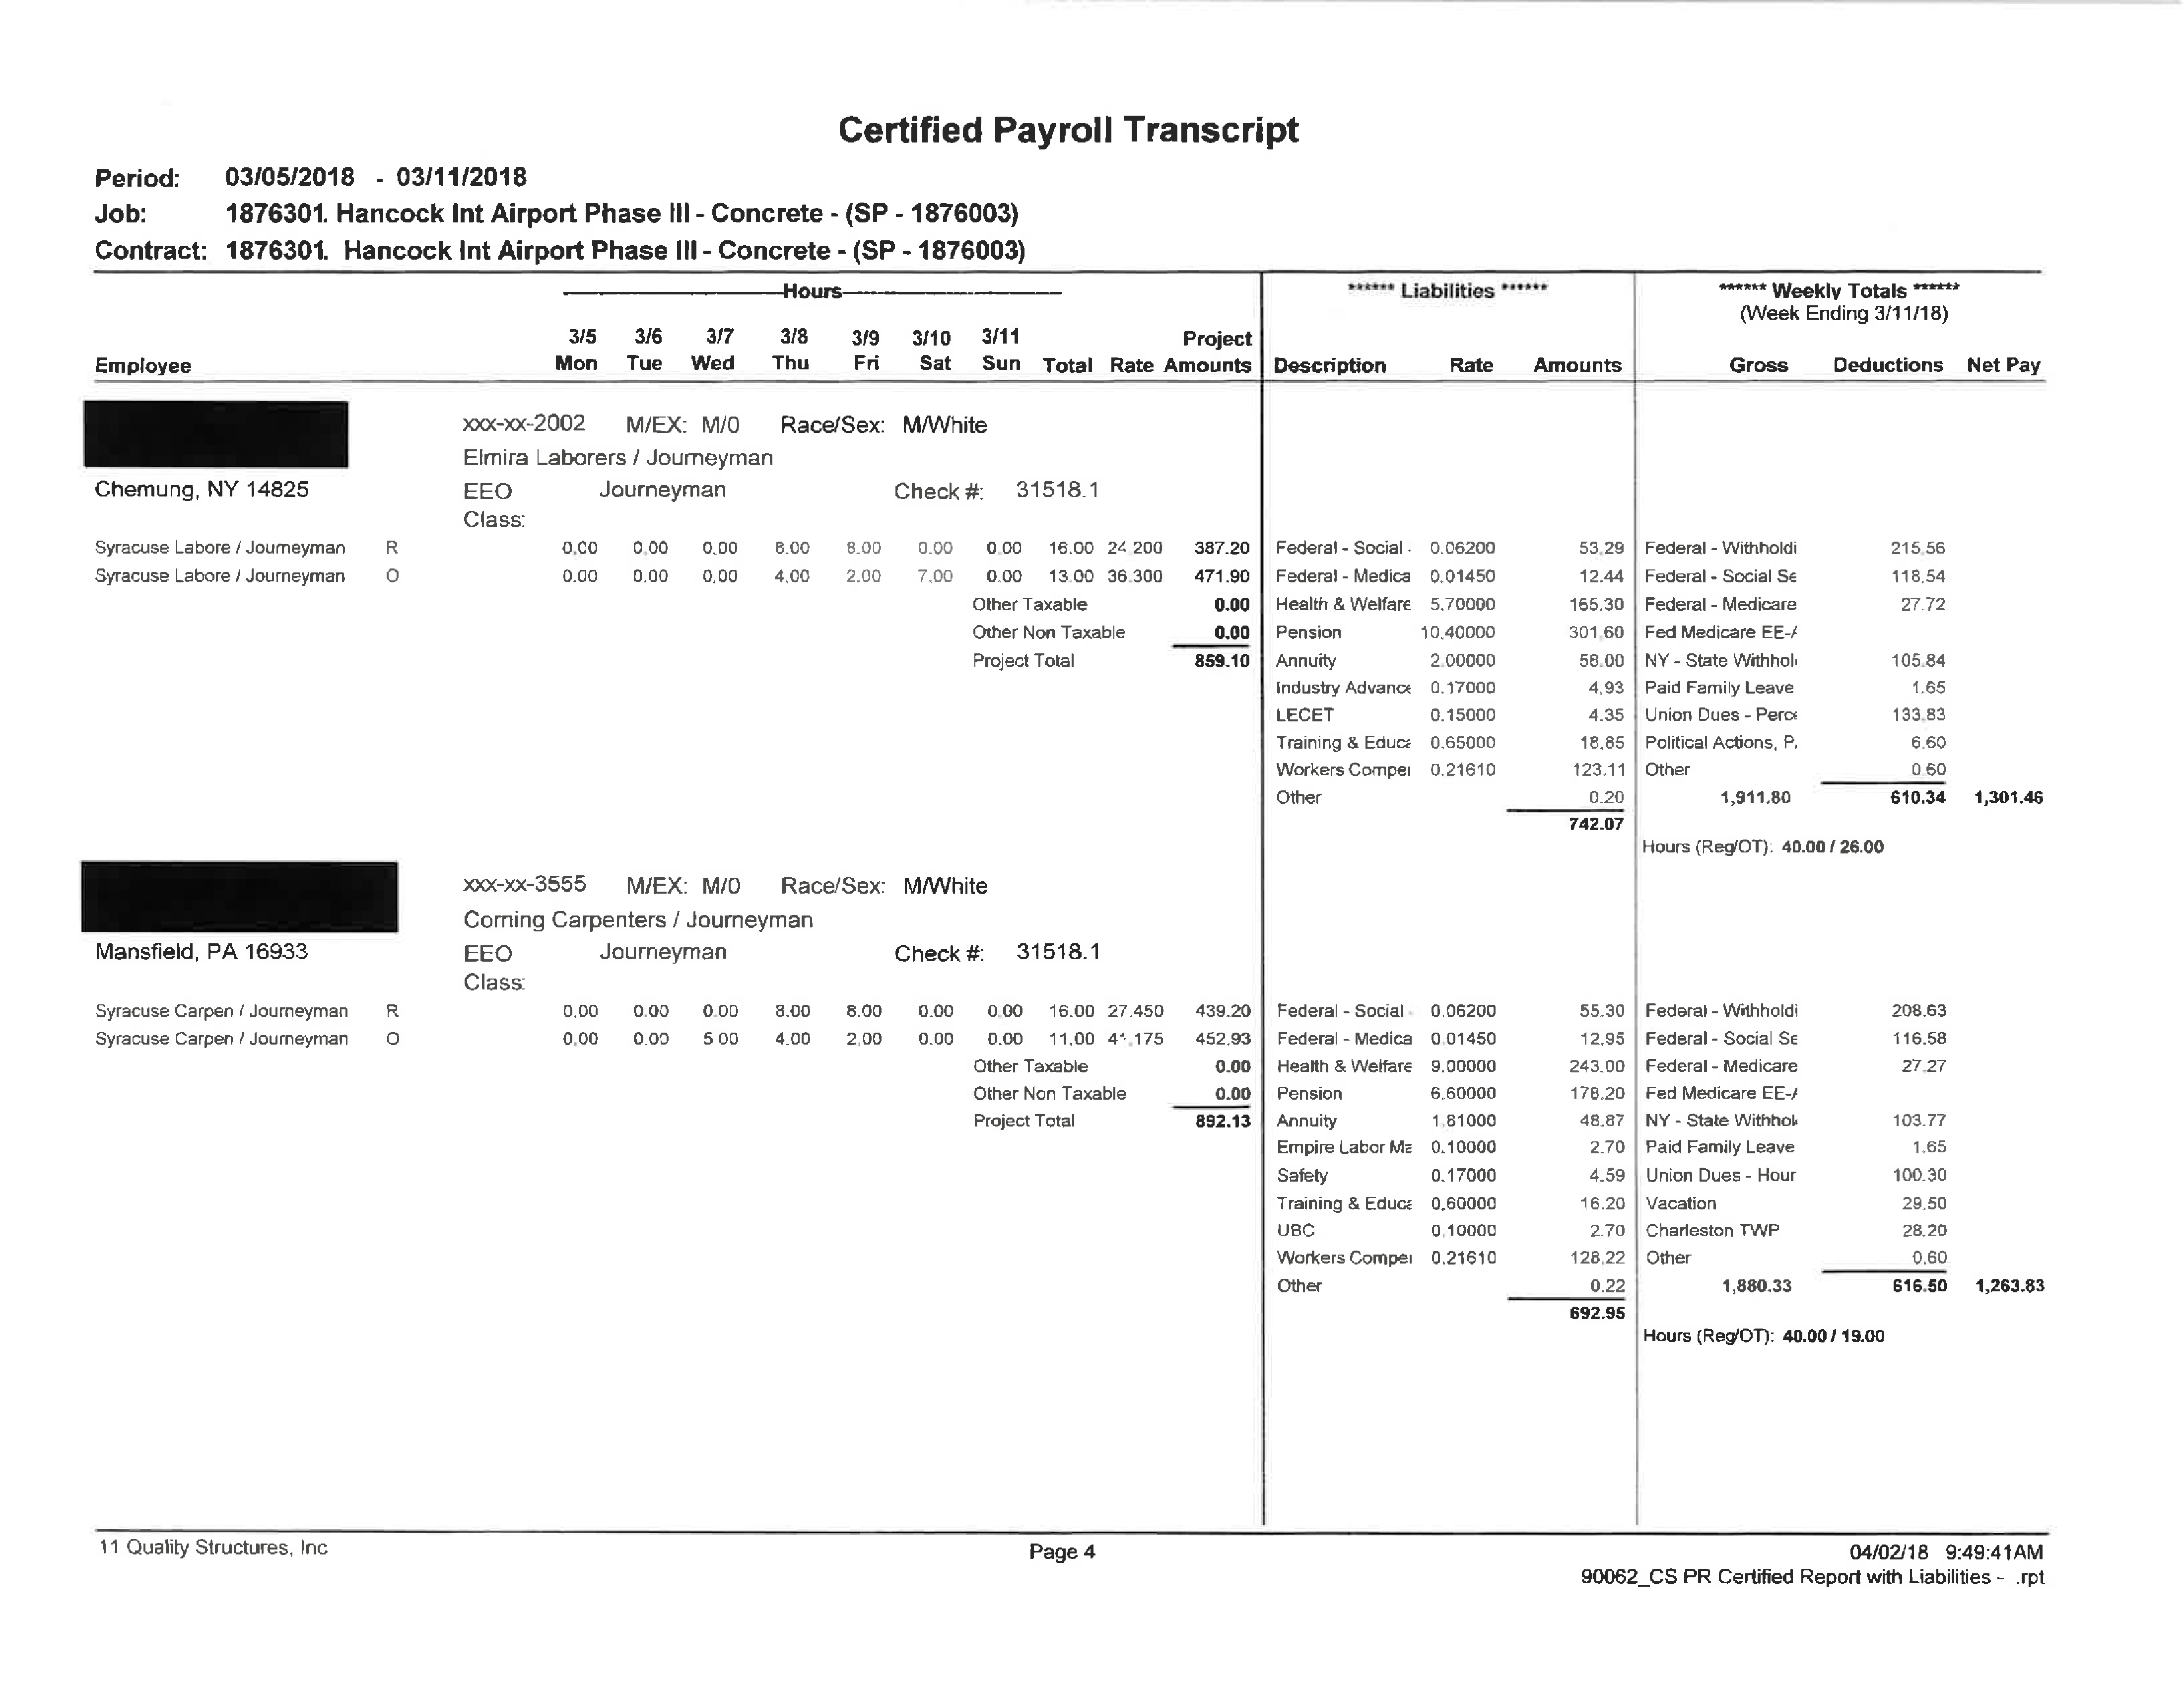 Certified Payroll Transcript
Period: 03/05/2018 - 03/11/2018
Job: 1876301. Hancock Int Airport Phase III - Concrete - (SP - 1876003)
Contract: 1876301. Hancock Int Airport Phase III - Concrete - (SP - 1876003)
Hours ****** Liabilities ****** ****** Weekly Totals ******
(Week Ending 3/11/18)
3/5 3/6 3/7 3/8 3/9 3/10 3/11 Project
Employee Mon Tue Wed Thu Fri Sat Sun Total Rate Amounts Description Rate Amounts Gross Deductions Net Pay
xxx-xx-2002 M/EX: M/0 Race/Sex: M/White
Elmira Laborers / Journeyman
Chemung, NY 14825 EEO Journeyman Check #: 31518.1
Class:
Syracuse Labore / Journeyman R 0.00 0.00 0.00 8.00 8.00 0.00 0.00 16.00 24.200 387.20 Federal - Social - 0.06200 53.29 Federal - Withholdi 215.56
Syracuse Labore / Journeyman O 0.00 0.00 0.00 4.00 2.00 7.00 0.00 13.00 36.300 471.90 Federal - Medica 0.01450 12.44 Federal - Social Se 118.54
Other Taxable 0.00 Health & Welfare 5.70000 165.30 Federal - Medicare 27.72
Other Non Taxable 0.00 Pension 10.40000 301.60 Fed Medicare EE-A
Project Total 859.10 Annuity 2.00000 58.00 NY - State Withhol 105.84
Industry Advance 0.17000 4.93 Paid Family Leave 1.65
LECET 0.15000 4.35 Union Dues - Perce 133.83
Training & Educa 0.65000 18.85 Political Actions, P 6.60
Workers Compe 0.21610 123.11 Other 0.60
Other 0.20 1,911.80 610.34 1,301.46
742.07
Hours (Reg/OT): 40.00 / 26.00
xxx-xx-3555 M/EX: M/0 Race/Sex: M/White
Corning Carpenters / Journeyman
Mansfield, PA 16933 EEO Journeyman Check #: 31518.1
Class:
Syracuse Carpen / Journeyman R 0.00 0.00 0.00 8.00 8.00 0.00 0.00 16.00 27.450 439.20 Federal - Social - 0.06200 55.30 Federal - Withholdi 208.63
Syracuse Carpen / Journeyman O 0.00 0.00 5.00 4.00 2.00 0.00 0.00 11.00 41.175 452.93 Federal - Medica 0.01450 12.95 Federal - Social Se 116.58
Other Taxable 0.00 Health & Welfare 9.00000 243.00 Federal - Medicare 27.27
Other Non Taxable 0.00 Pension 6.60000 178.20 Fed Medicare EE-A
Project Total 892.13 Annuity 1.81000 48.87 NY - State Withhol 103.77
Empire Labor Ma 0.10000 2.70 Paid Family Leave 1.65
Safety 0.17000 4.59 Union Dues - Hour 100.30
Training & Educa 0.60000 16.20 Vacation 29.50
UBC 0.10000 2.70 Charleston TWP 28.20
Workers Compe 0.21610 128.22 Other 0.60
Other 0.22 1,880.33 616.50 1,263.83
692.95
Hours (Reg/OT): 40.00 / 19.00
11 Quality Structures, Inc Page 4 04/02/18 9:49:41AM
90062_CS PR Certified Report with Liabilities - .rpt